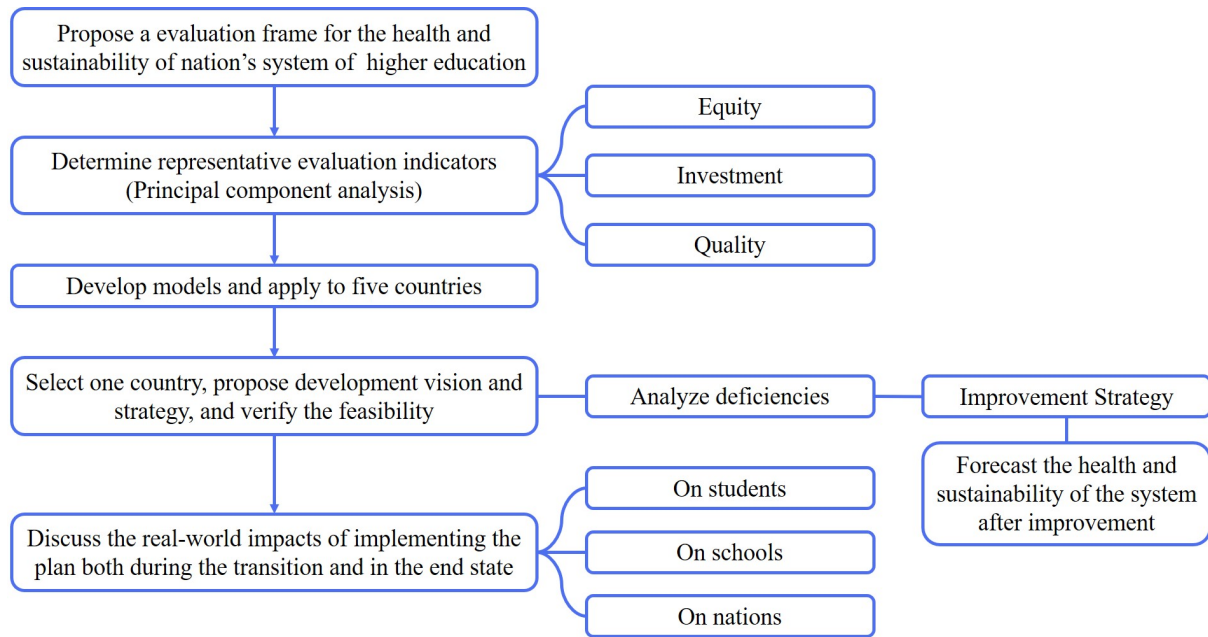 Propose a evaluation frame for the health and
sustainability of nation's system of higher education
Determine representative evaluation indicators
(Principal component analysis)
Equity
Investment
Quality
Develop models and apply to five countries
Select one country, propose development vision and
strategy, and verify the feasibility
Analyze deficiencies
Improvement Strategy
Forecast the health and
sustainability of the system
after improvement
Discuss the real-world impacts of implementing the
plan both during the transition and in the end state
On students
On schools
On nations